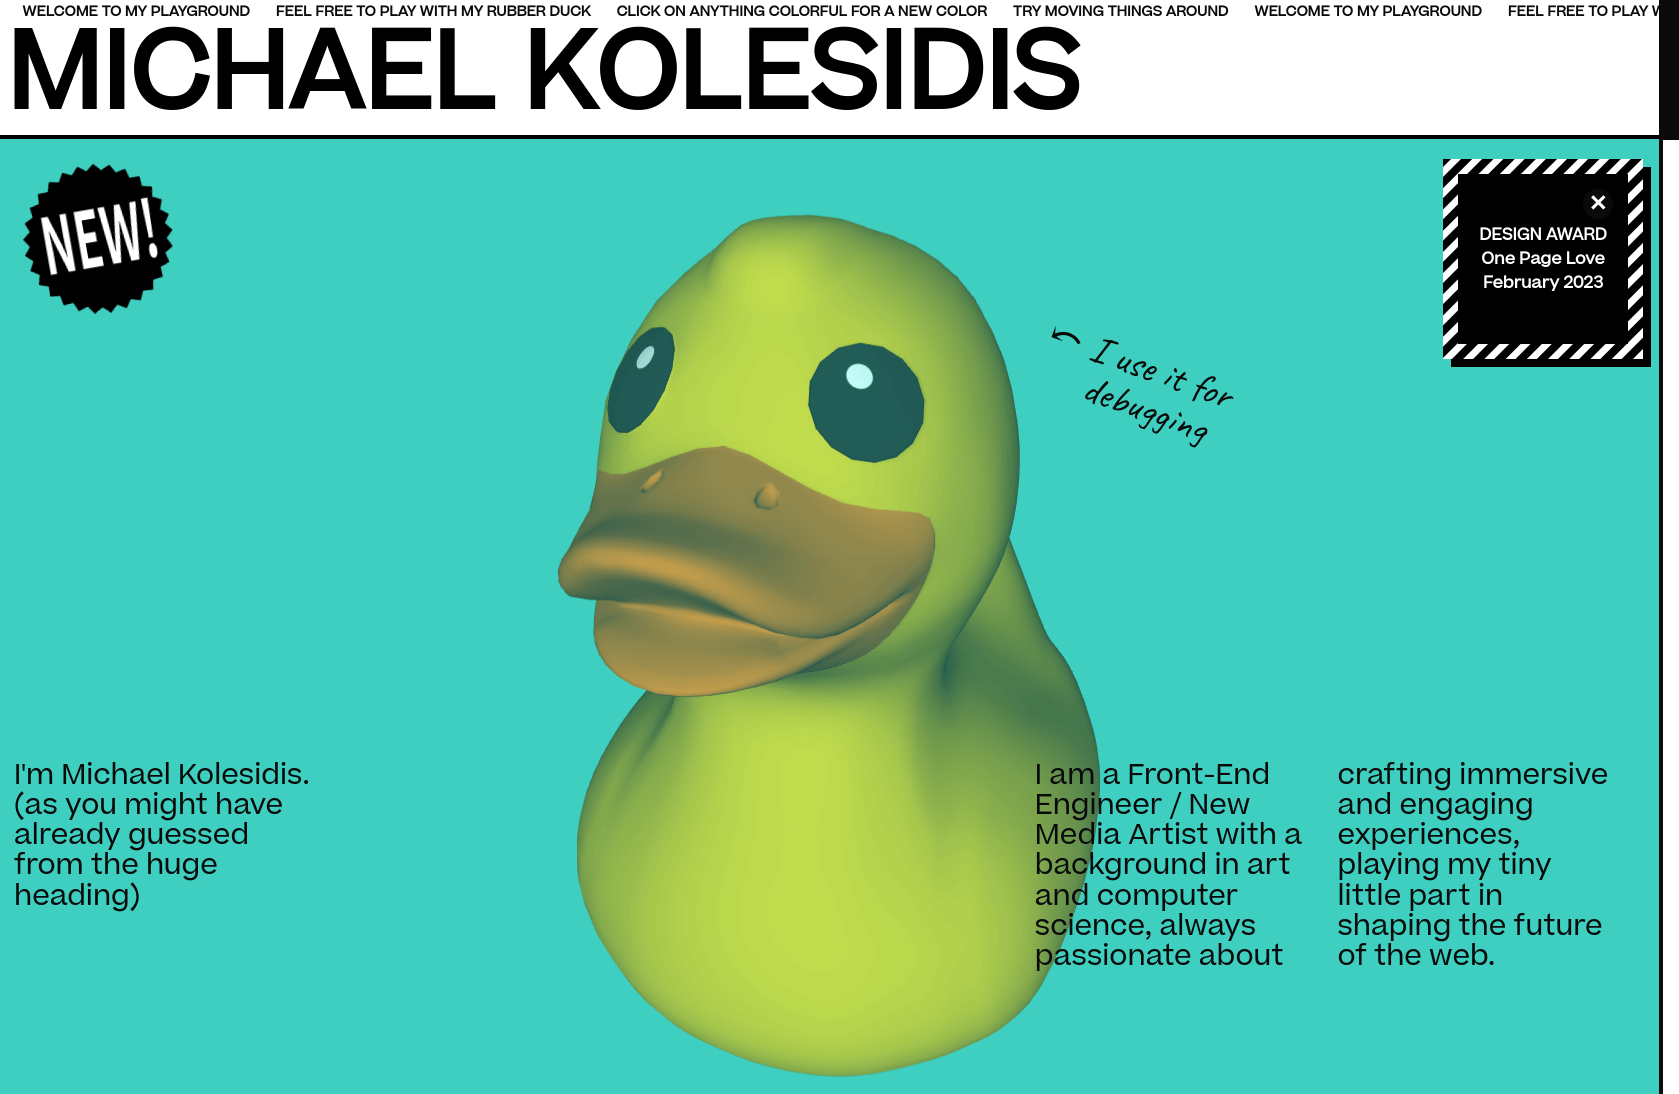 WELCOME TO MY PLAYGROUND FEEL FREE TO PLAY WITH MY RUBBER DUCK CLICK ON ANYTHING COLORFUL FOR A NEW COLOR TRY MOVING THINGS AROUND WELCOME TO MY PLAYGROUND FEEL FREE TO PLAY
MICHAEL KOLESIDIS
NEW!
DESIGN AWARD
One Page Love
February 2023
I use it for
debugging
I'm Michael Kolesidis.
(as you might have
already guessed
from the huge
heading)
I am a Front-End
Engineer / New
Media Artist with a
background in art
and computer
science, always
passionate about
crafting immersive
and engaging
experiences,
playing my tiny
little part in
shaping the future
of the web.